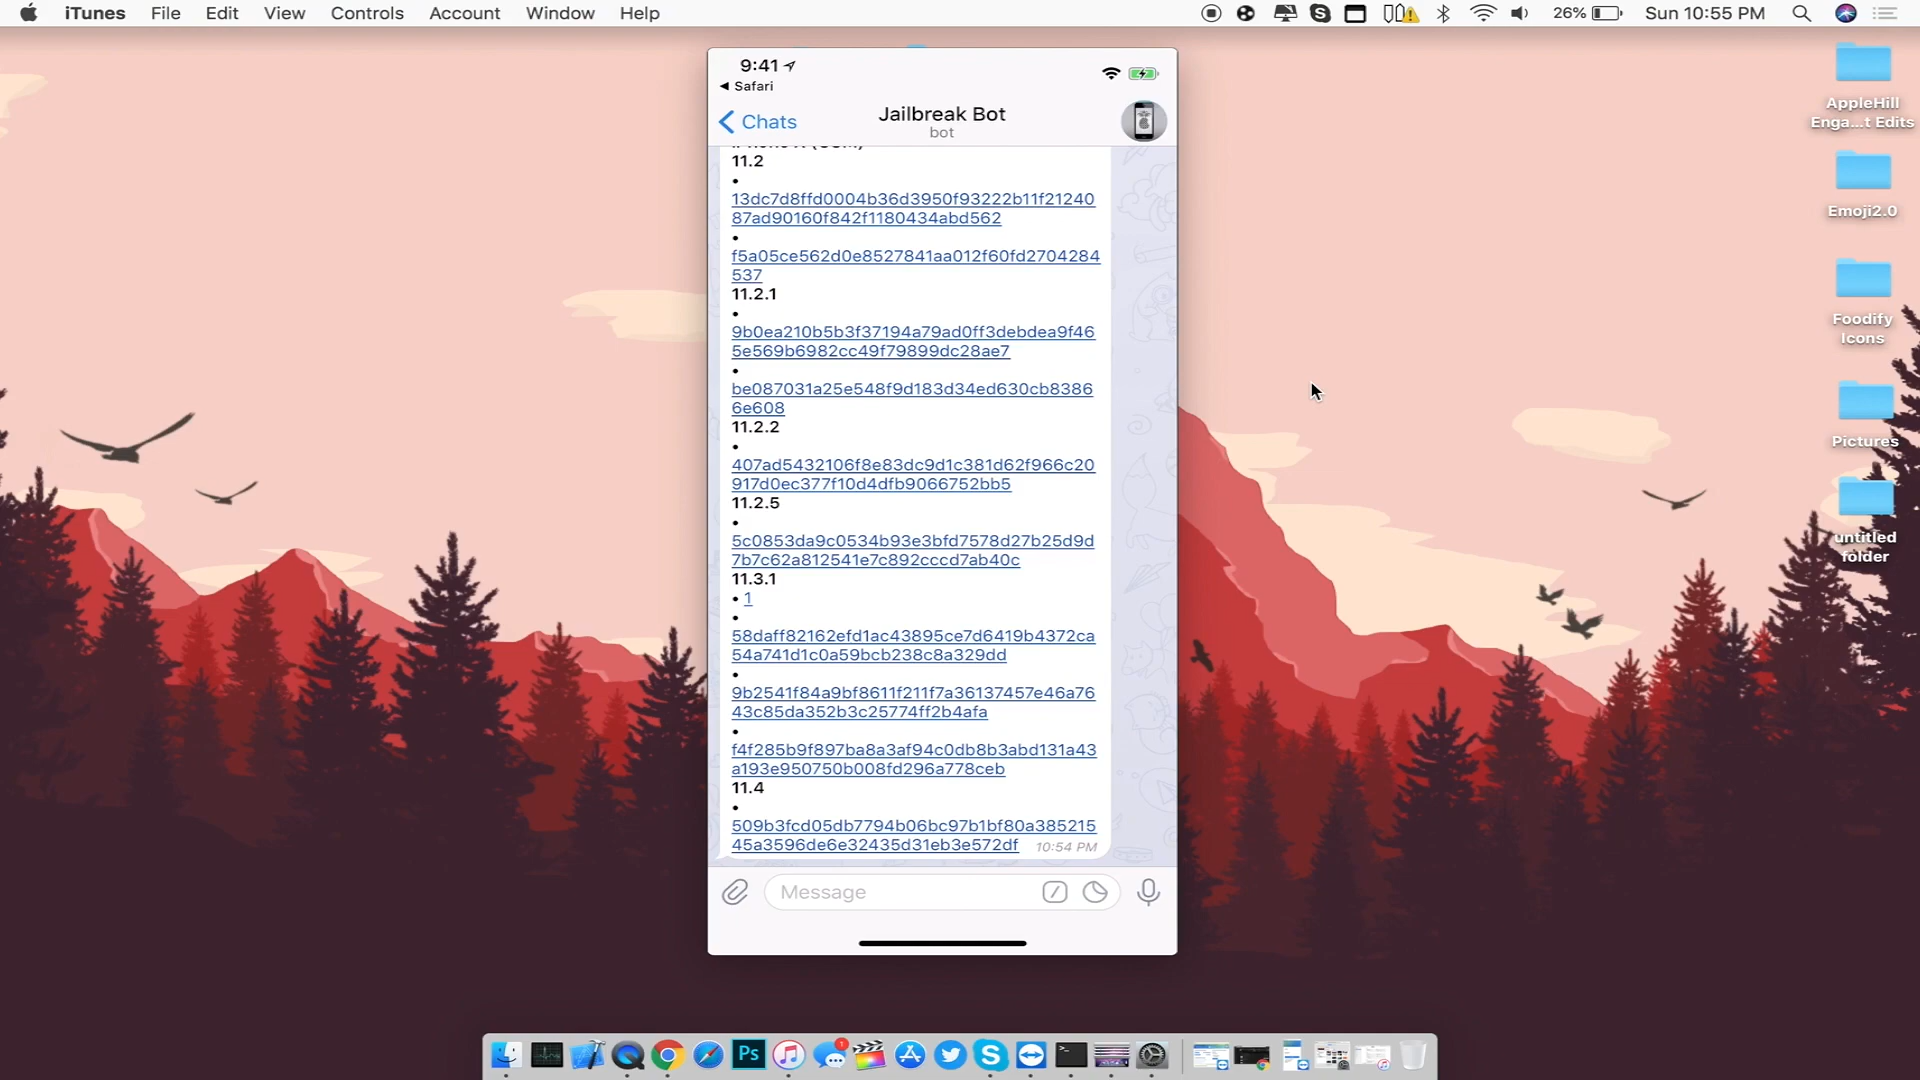 iTunes File Edit View Controls Account Window Help 26% Sun 10:55 PM
9:41
Safari
Chats
Jailbreak Bot
bot
11.2
•
13dc7d8ffd0004b36d3950f93222b11f2124087ad90160f842f1180434abd562
•
f5a05ce562d0e8527841aa012f60fd2704284
537
11.2.1
•
9b0ea210b5b3f37194a79ad0ff3debdea9f46
5e569b6982cc49f79899dc28ae7
•
be087031a25e548f9d183d34ed630cb8386
6e608
11.2.2
•
407ad5432106f8e83dc9d1c381d62f966c20
917d0ec377f10d4dfb9066752bb5
11.2.5
•
5c0853da9c0534b93e3bfd7578d27b25d9d
7b7c62a812541e7c892cccd7ab40c
11.3.1
• 1
•
58daff82162efd1ac43895ce7d6419b4372ca
54a741d1c0a59bcb238c8a329dd
•
9b2541f84a9bf8611f211f7a36137457e46a76
43c85da352b3c25774ff2b4afa
•
f4f285b9f897ba8a3af94c0db8b3abd131a43
a193e950750b008fd296a778ceb
11.4
•
509b3fcd05db7794b06bc97b1bf80a385215
45a3596de6e32435d31eb3e572df 10:54 PM
Message
AppleHill
Enga...t Edits
Emoji2.0
Foodify
Icons
Pictures
untitled
folder
Ps
1